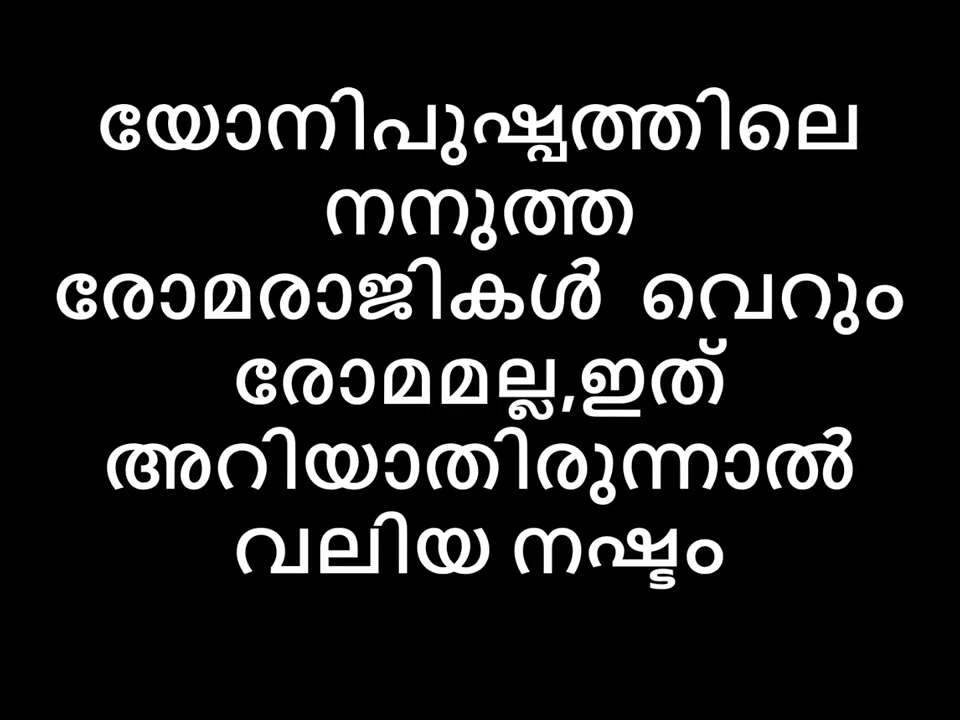 യോനിപുഷ്പത്തിലെ
നനുത്ത
രോമരാജികൾ വെറും
രോമമല്ല,ഇത്
അറിയാതിരുന്നാൽ
വലിയ നഷ്ടം